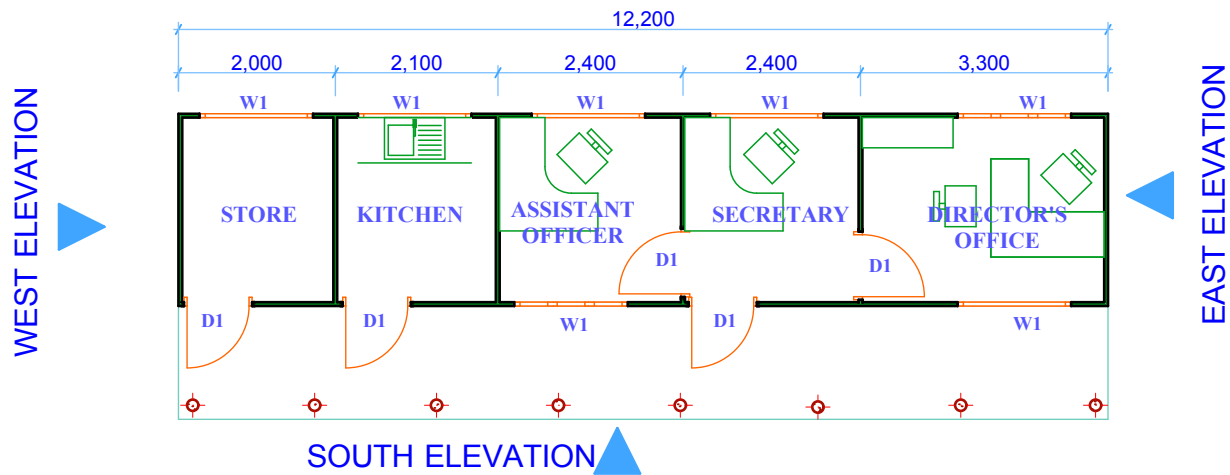 12,200
2,000 2,100 2,400 2,400 3,300
W1 W1 W1 W1 W1
WEST ELEVATION
EAST ELEVATION
STORE KITCHEN ASSISTANT SECRETARY DIRECTOR'S
OFFICER OFFICE
D1 D1
D1 D1 W1 D1 W1
SOUTH ELEVATION